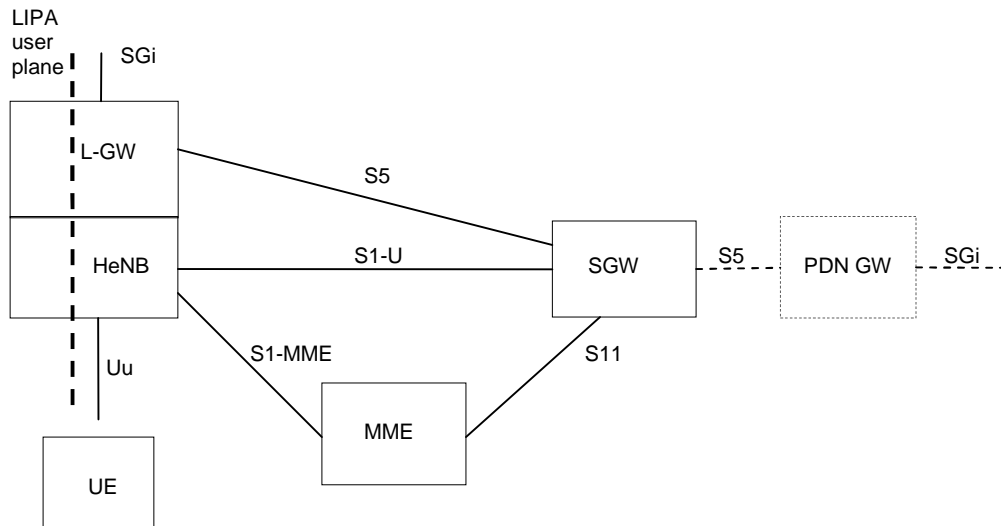 LIPA
user
plane
SGi
L-GW
S5
HeNB
S1-U
SGW
S5
PDN GW
SGi
Uu
S1-MME
S11
MME
UE